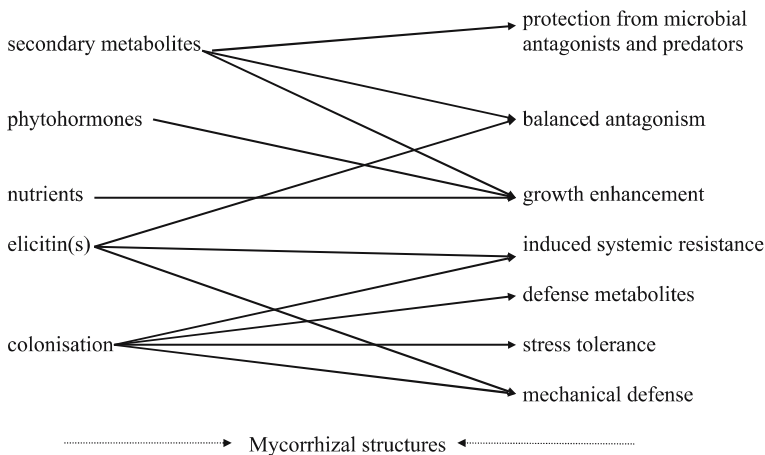 secondary metabolites
phytohormones
nutrients
elicitin(s)
colonisation
protection from microbial
antagonists and predators
balanced antagonism
growth enhancement
induced systemic resistance
defense metabolites
stress tolerance
mechanical defense
Mycorrhizal structures